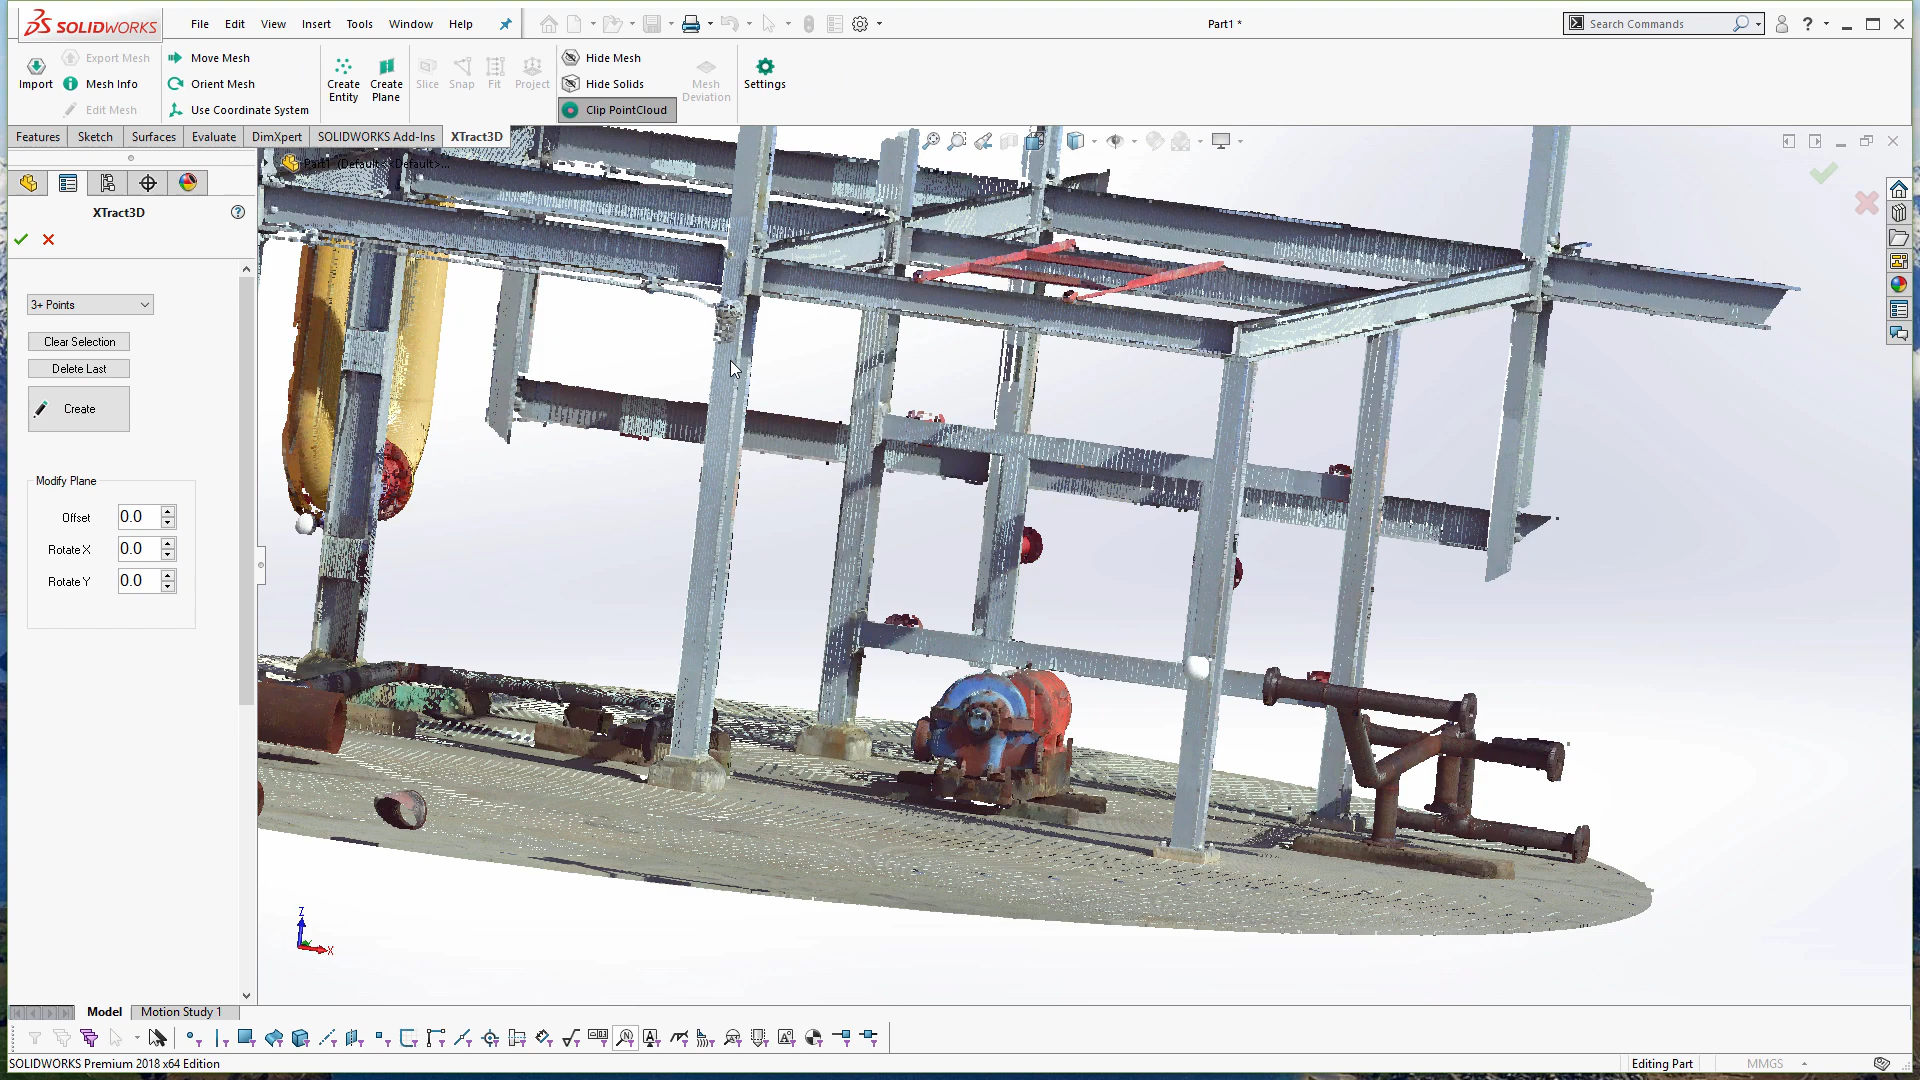 SOLIDWORKS
File Edit View Insert Tools Window Help
Part1 *
Search Commands
Import
Export Mesh
Mesh Info
Edit Mesh
Move Mesh
Orient Mesh
Use Coordinate System
Create Entity
Create Plane
Slice
Snap
Fit
Project
Hide Mesh
Hide Solids
Clip PointCloud
Mesh Deviation
Settings
Features Sketch Surfaces Evaluate DimXpert SOLIDWORKS Add-Ins XTract3D
Part1 (Default<<Default>...
XTract3D
3+ Points
Clear Selection
Delete Last
Create
Modify Plane
Offset 0.0
Rotate X 0.0
Rotate Y 0.0
Z
X
Model Motion Study 1
SOLIDWORKS Premium 2018 x64 Edition
Editing Part MMGS